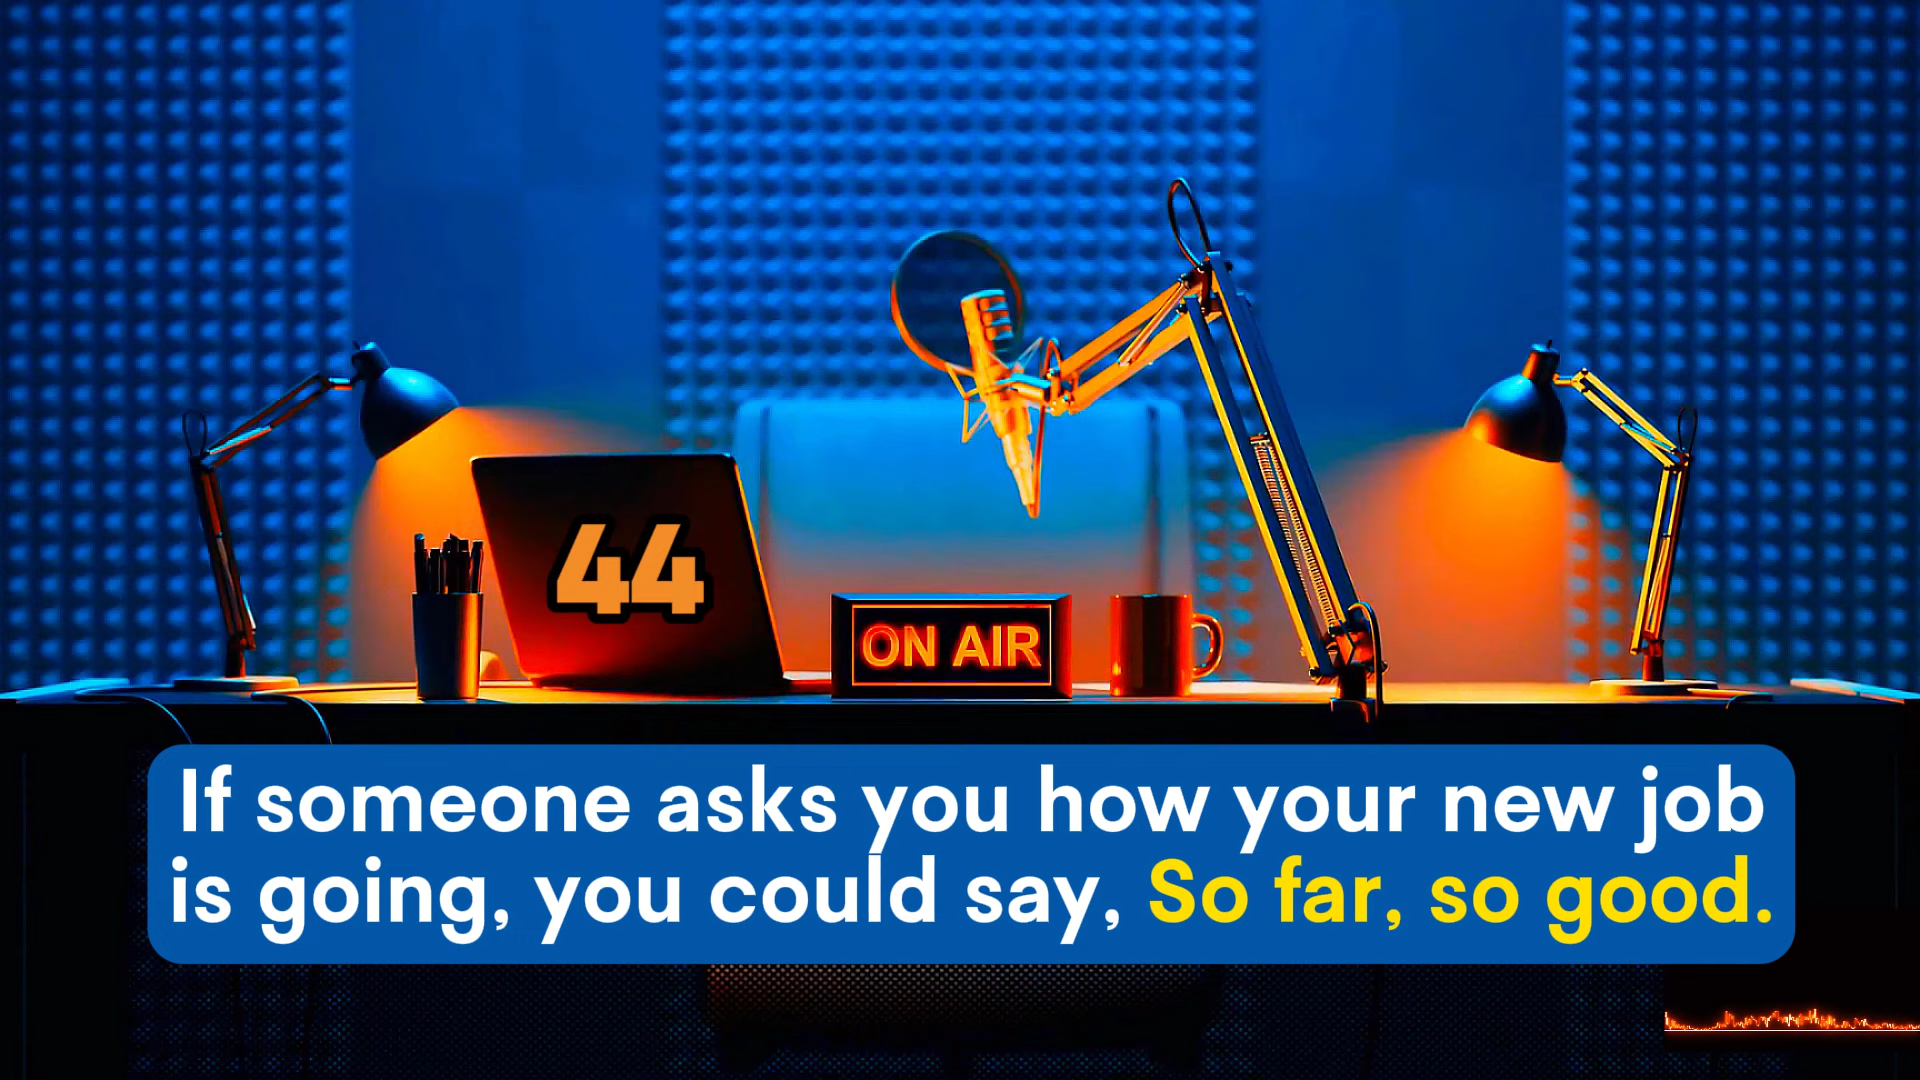 44
ON AIR
If someone asks you how your new job
is going, you could say, So far, so good.